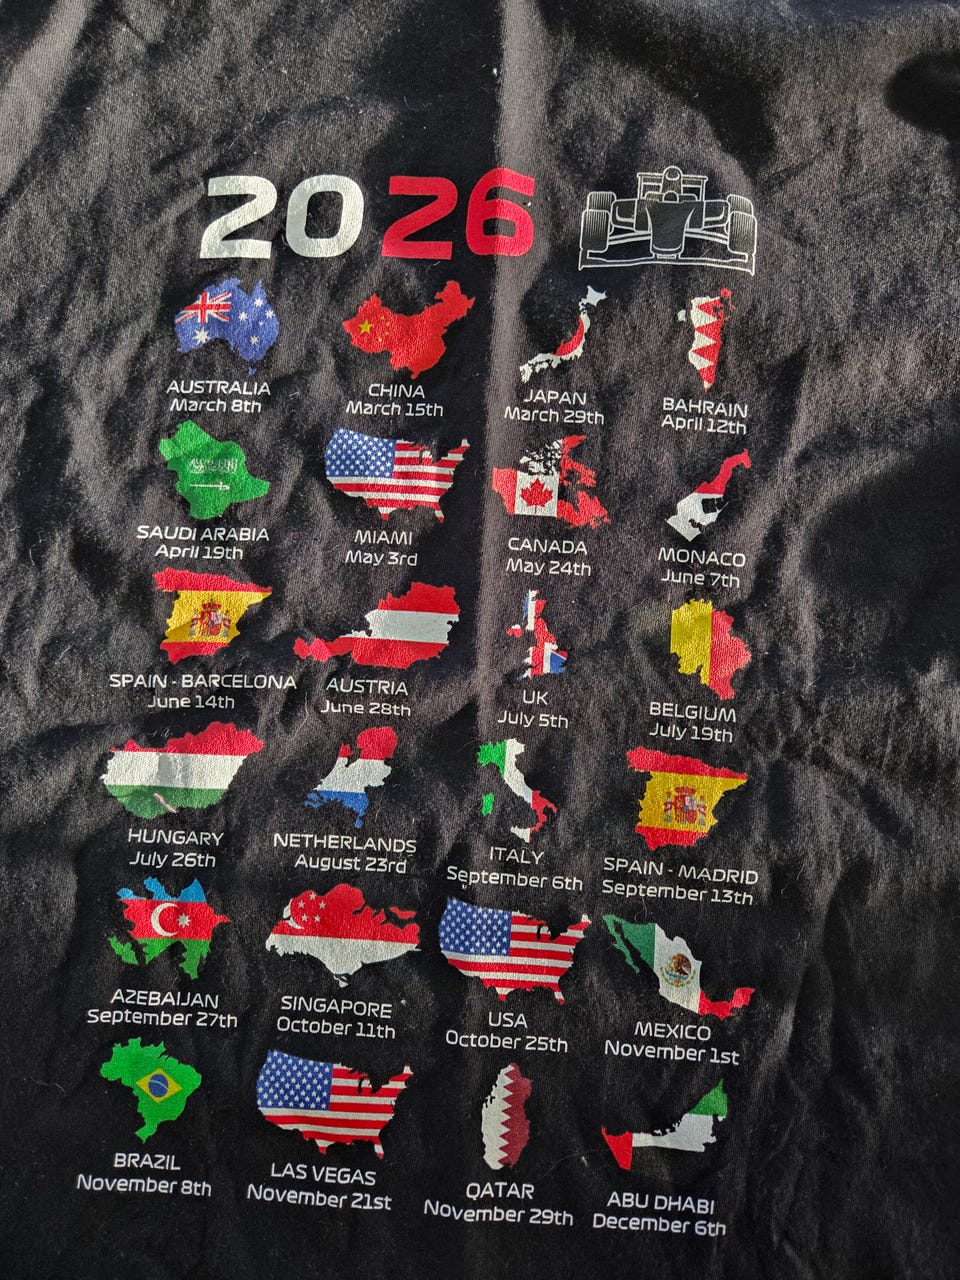 2026
AUSTRALIA
March 8th
CHINA
March 15th
JAPAN
March 29th
BAHRAIN
April 12th
SAUDI ARABIA
April 19th
MIAMI
May 3rd
CANADA
May 24th
MONACO
June 7th
SPAIN - BARCELONA
June 14th
AUSTRIA
June 28th
UK
July 5th
BELGIUM
July 19th
HUNGARY
July 26th
NETHERLANDS
August 23rd
ITALY
September 6th
SPAIN - MADRID
September 13th
AZEBAIJAN
September 27th
SINGAPORE
October 11th
USA
October 25th
MEXICO
November 1st
BRAZIL
November 8th
LAS VEGAS
November 21st
QATAR
November 29th
ABU DHABI
December 6th